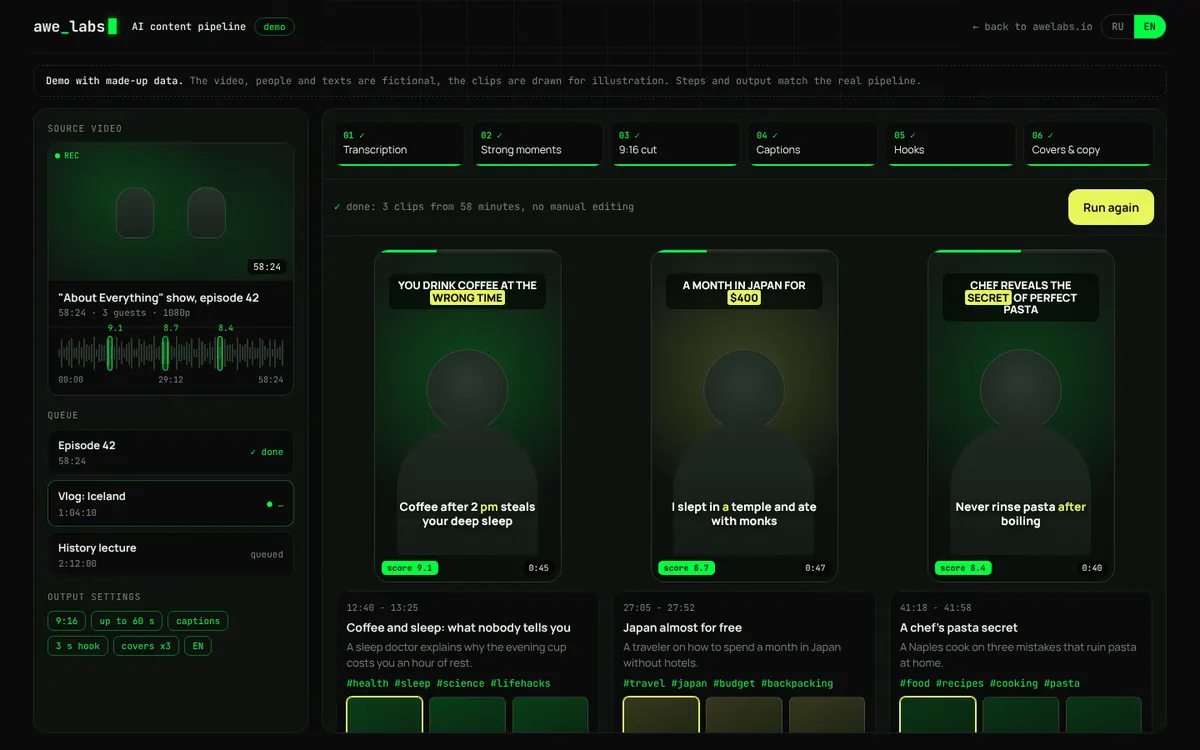 awe_labs
AI content pipeline
demo
← back to awelabs.io
RU
EN
Demo with made-up data. The video, people and texts are fictional, the clips are drawn for illustration. Steps and output match the real pipeline.
SOURCE VIDEO
REC
58:24
"About Everything" show, episode 42
58:24 · 3 guests · 1080p
9.1
8.7
8.4
00:00
29:12
58:24
QUEUE
Episode 42
58:24
✓ done
Vlog: Iceland
1:04:10
…
History lecture
2:12:00
queued
OUTPUT SETTINGS
9:16
up to 60 s
captions
3 s hook
covers x3
EN
01 ✓
Transcription
02 ✓
Strong moments
03 ✓
9:16 cut
04 ✓
Captions
05 ✓
Hooks
06 ✓
Covers & copy
✓ done: 3 clips from 58 minutes, no manual editing
Run again
YOU DRINK COFFEE AT THE
WRONG TIME
Coffee after 2 pm steals
your deep sleep
score 9.1
0:45
12:40 - 13:25
Coffee and sleep: what nobody tells you
A sleep doctor explains why the evening cup
costs you an hour of rest.
#health #sleep #science #lifehacks
A MONTH IN JAPAN FOR
$400
I slept in a temple and ate
with monks
score 8.7
0:47
27:05 - 27:52
Japan almost for free
A traveler on how to spend a month in Japan
without hotels.
#travel #japan #budget #backpacking
CHEF REVEALS THE
SECRET OF PERFECT
PASTA
Never rinse pasta after
boiling
score 8.4
0:40
41:18 - 41:58
A chef's pasta secret
A Naples cook on three mistakes that ruin pasta
at home.
#food #recipes #cooking #pasta